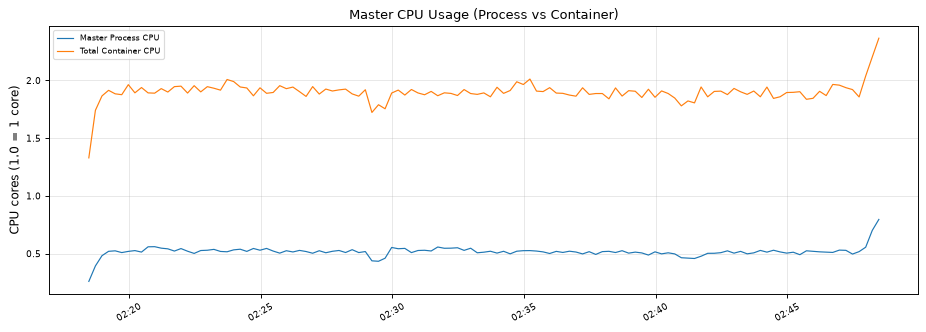 Master CPU Usage (Process vs Container)
Master Process CPU
Total Container CPU
CPU cores (1.0 = 1 core)
2.0
1.5
1.0
0.5
02:20
02:25
02:30
02:35
02:40
02:45